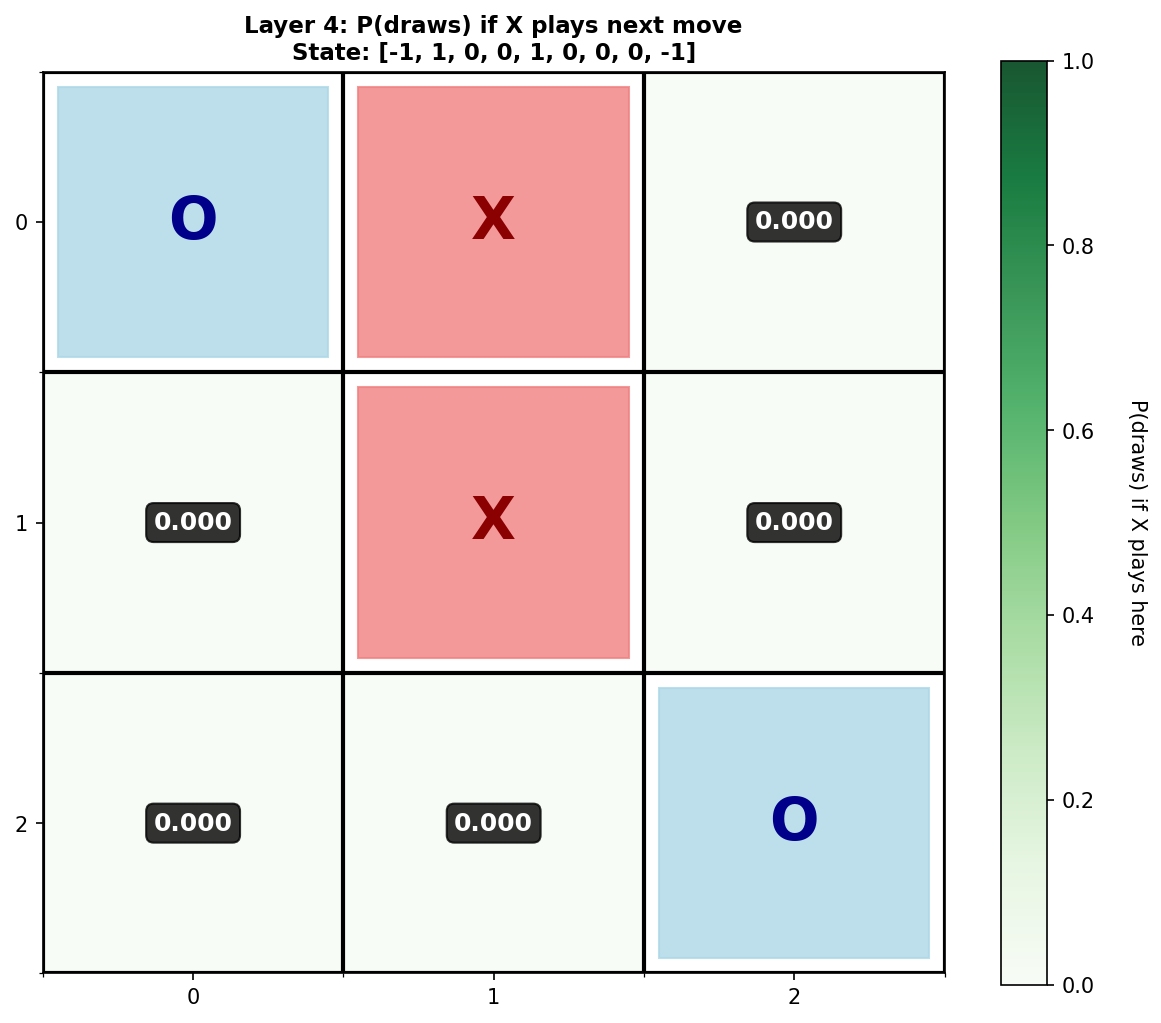 Layer 4: P(draws) if X plays next move
State: [-1, 1, 0, 0, 1, 0, 0, 0, -1]
O
X
0.000
0.000
X
0.000
0.000
0.000
O
0
1
2
0
1
2
1.0
0.8
0.6
0.4
0.2
0.0
P(draws) if X plays here